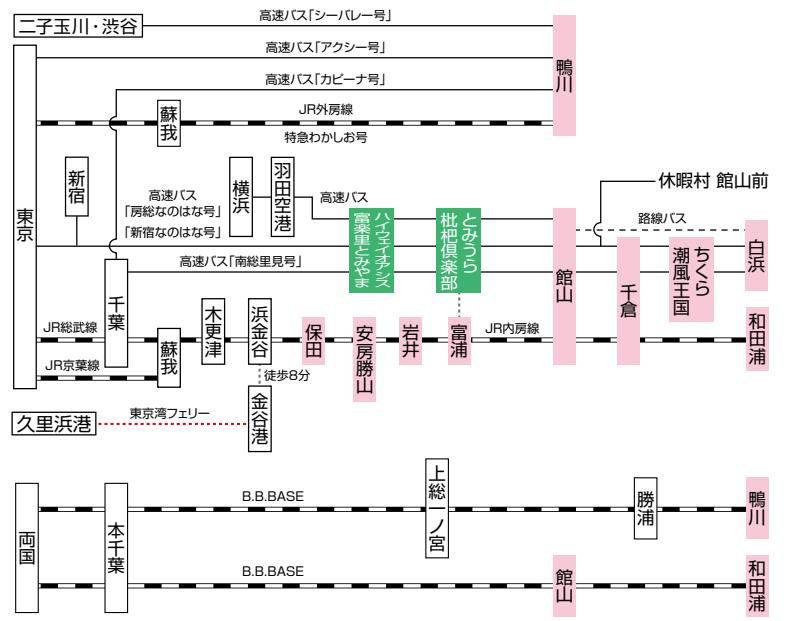 二子玉川・渋谷
高速バス「シーバレー号」
高速バス「アクシー号」
高速バス「カピーナ号」
鴨川
JR外房線
蘇我
特急わかしお号
東京
新宿
高速バス
「房総なのはな号」
「新宿なのはな号」
横浜
羽田空港
高速バス
ハイウェイオアシス
富楽里とみやま
とみうら
枇杷倶楽部
休暇村 館山前
路線バス
館山
千倉
ちくら
潮風王国
白浜
高速バス「南総里見号」
千葉
JR総武線
JR京葉線
蘇我
木更津
浜金谷
保田
安房勝山
岩井
富浦
JR内房線
和田浦
徒歩8分
金谷港
久里浜港
東京湾フェリー
両国
本千葉
B.B.BASE
上総一ノ宮
勝浦
鴨川
B.B.BASE
館山
和田浦